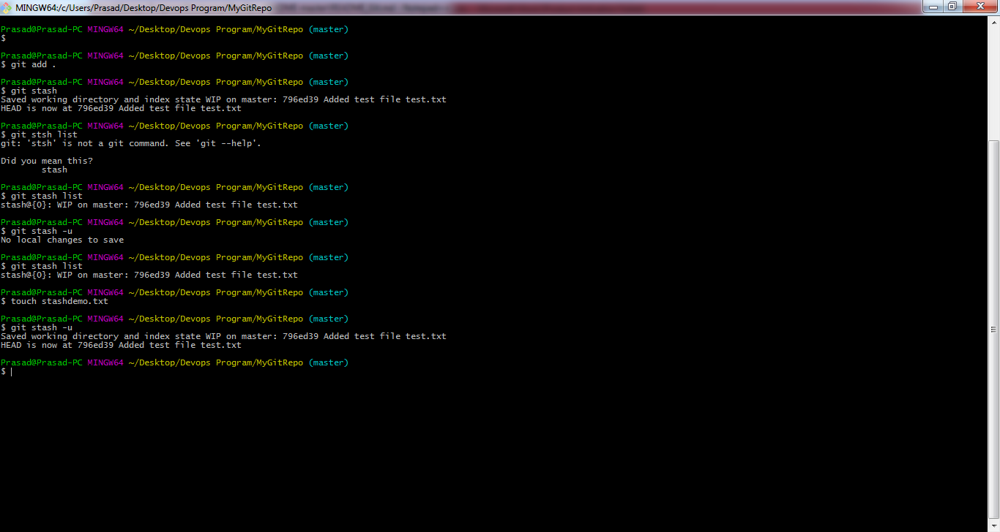 MINGW64:/c/Users/Prasad/Desktop/Devops Program/MyGitRepo
Prasad@Prasad-PC MINGW64 ~/Desktop/Devops Program/MyGitRepo (master)
$
Prasad@Prasad-PC MINGW64 ~/Desktop/Devops Program/MyGitRepo (master)
$ git add .
Prasad@Prasad-PC MINGW64 ~/Desktop/Devops Program/MyGitRepo (master)
$ git stash
Saved working directory and index state WIP on master: 796ed39 Added test file test.txt
HEAD is now at 796ed39 Added test file test.txt
Prasad@Prasad-PC MINGW64 ~/Desktop/Devops Program/MyGitRepo (master)
$ git stsh list
git: 'stsh' is not a git command. See 'git --help'.
Did you mean this?
stash
Prasad@Prasad-PC MINGW64 ~/Desktop/Devops Program/MyGitRepo (master)
$ git stash list
stash@{0}: WIP on master: 796ed39 Added test file test.txt
Prasad@Prasad-PC MINGW64 ~/Desktop/Devops Program/MyGitRepo (master)
$ git stash -u
No local changes to save
Prasad@Prasad-PC MINGW64 ~/Desktop/Devops Program/MyGitRepo (master)
$ git stash list
stash@{0}: WIP on master: 796ed39 Added test file test.txt
Prasad@Prasad-PC MINGW64 ~/Desktop/Devops Program/MyGitRepo (master)
$ touch stashdemo.txt
Prasad@Prasad-PC MINGW64 ~/Desktop/Devops Program/MyGitRepo (master)
$ git stash -u
Saved working directory and index state WIP on master: 796ed39 Added test file test.txt
HEAD is now at 796ed39 Added test file test.txt
Prasad@Prasad-PC MINGW64 ~/Desktop/Devops Program/MyGitRepo (master)
$